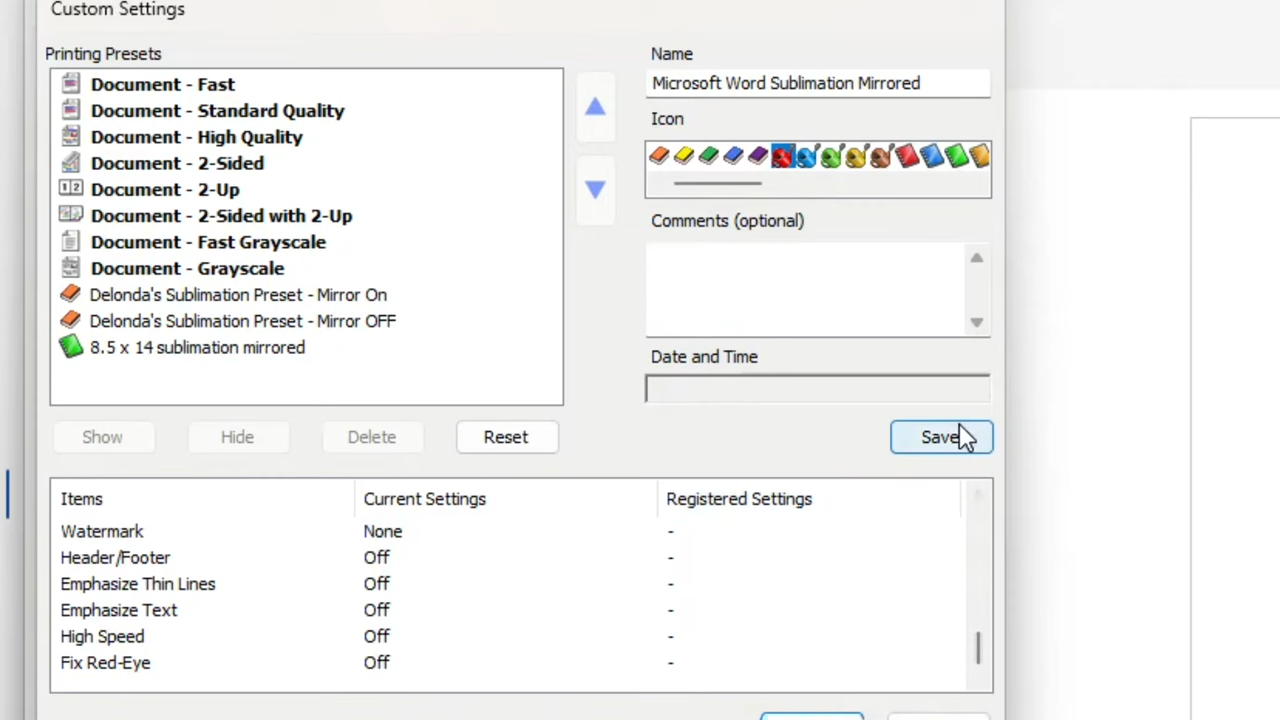 Custom Settings
Printing Presets
Document - Fast
Document - Standard Quality
Document - High Quality
Document - 2-Sided
1 2 Document - 2-Up
Document - 2-Sided with 2-Up
Document - Fast Grayscale
Document - Grayscale
Delonda's Sublimation Preset - Mirror On
Delonda's Sublimation Preset - Mirror OFF
8.5 x 14 sublimation mirrored
Name
Microsoft Word Sublimation Mirrored
Icon
Comments (optional)
Date and Time
Show Hide Delete Reset Save
Items Current Settings Registered Settings
Watermark None -
Header/Footer Off -
Emphasize Thin Lines Off -
Emphasize Text Off -
High Speed Off -
Fix Red-Eye Off -